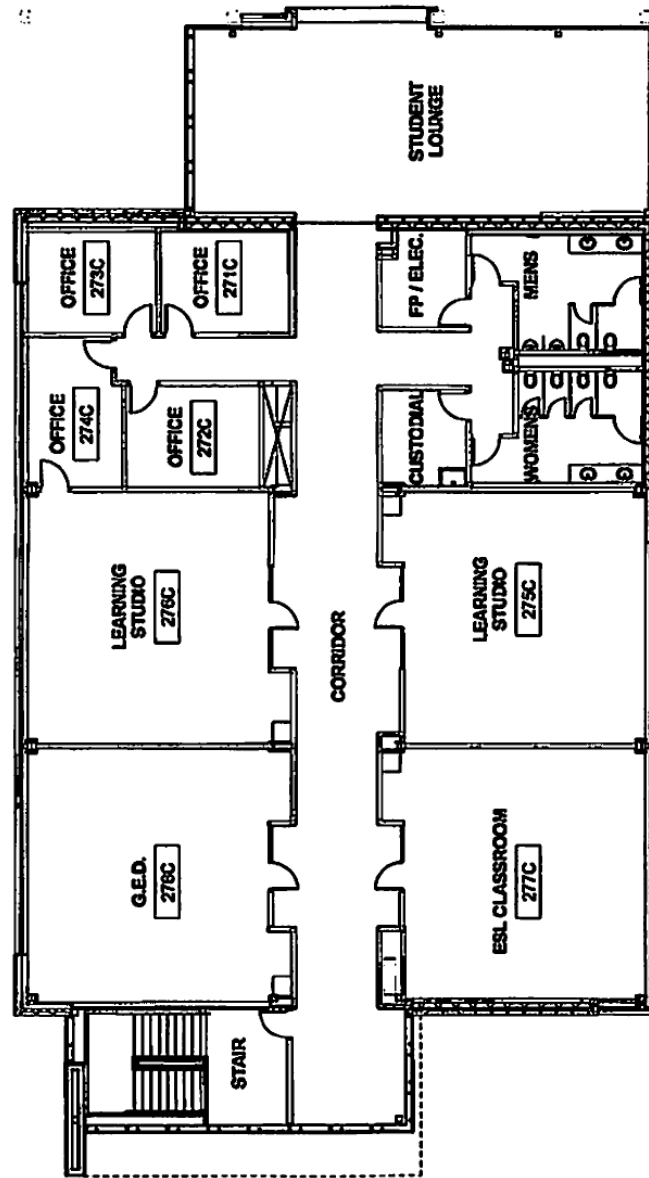 OFFICE
274C
OFFICE
273C
G.E.D.
278C
LEARNING
STUDIO
276C
OFFICE
272C
OFFICE
271C
STAIR
CORRIDOR
CUSTODIAL
FP / ELEC.
STUDENT
LOUNGE
ESL CLASSROOM
277C
LEARNING
STUDIO
275C
WOMENS
MENS